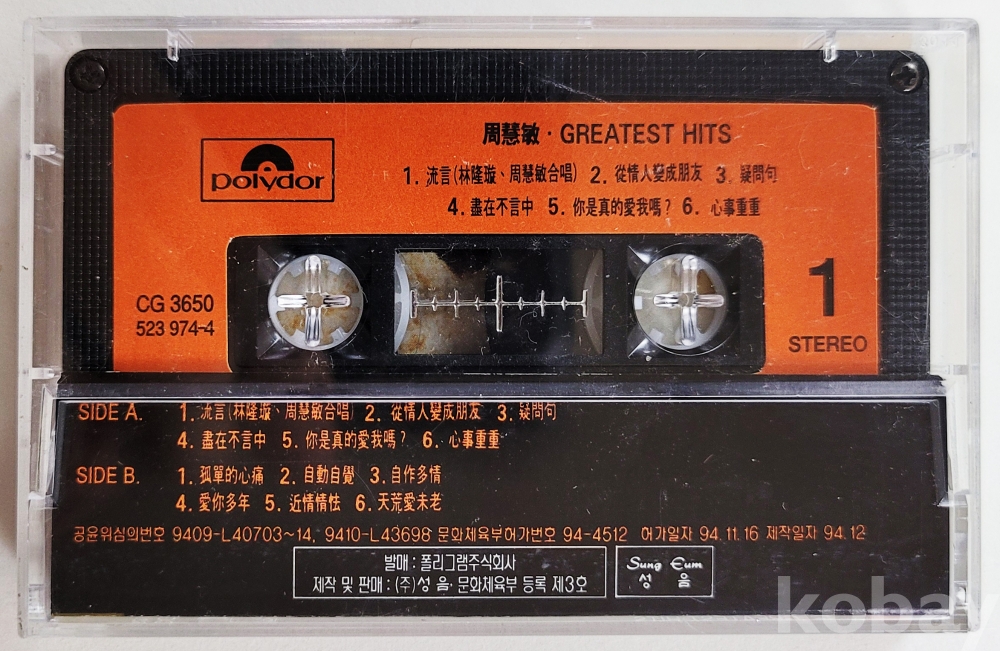 周慧敏 · GREATEST HITS
polydor
1. 流言(林隆璇、周慧敏合唱) 2. 從情人變成朋友 3. 疑問句
4. 盡在不言中 5. 你是真的愛我嗎? 6. 心事重重
CG 3650
523 974-4
1
STEREO
SIDE A. 1. 流言(林隆璇、周慧敏合唱) 2. 從情人變成朋友 3. 疑問句
4. 盡在不言中 5. 你是真的愛我嗎? 6. 心事重重
SIDE B. 1. 孤單的心痛 2. 自動自覺 3. 自作多情
4. 愛你多年 5. 近情情怯 6. 天荒愛未老
공윤위심의번호 9409-L40703~14, 9410-L43698 문화체육부허가번호 94-4512 허가일자 94.11.16 제작일자 94.12
발매 : 폴리그램주식회사
제작 및 판매 : (주)성음·문화체육부 등록 제3호
Sung Eum
성음
kobay